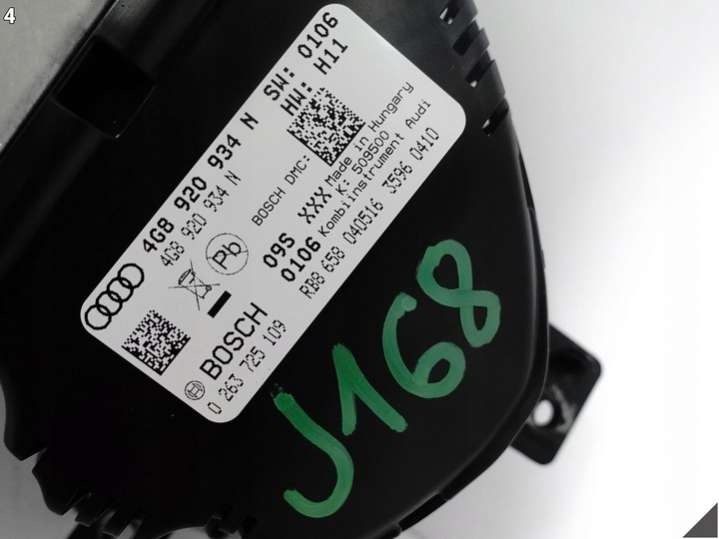 4
4G8 920 934 N SW: 0106
HW: H11
4G8 920 934 N
BOSCH DMC:
Made in Hungary
K: 509500
Kombiinstrument Audi
09S XXX
0106
RB8 658 040516 3596 0410
Pb
BOSCH
0 263 725 109
J168